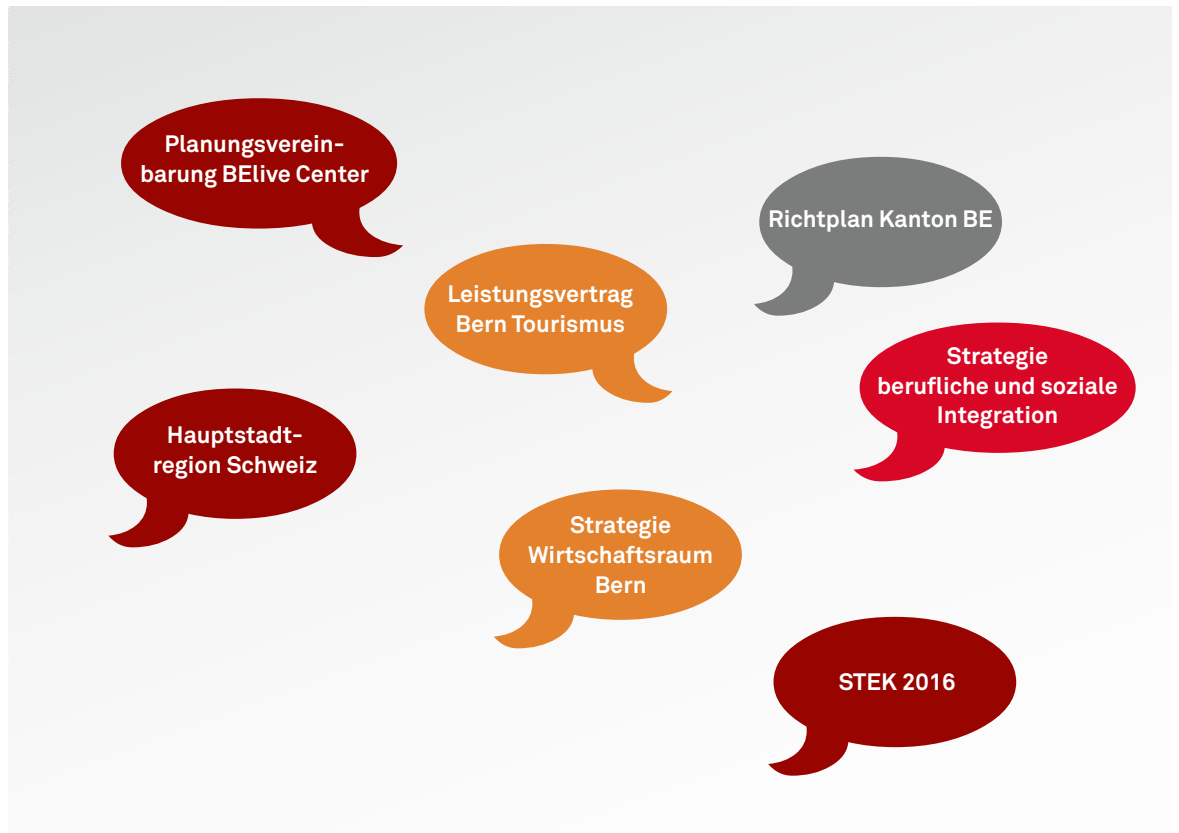 Planungsverein-
barung BElive Center
Richtplan Kanton BE
Leistungsvertrag
Bern Tourismus
Strategie
berufliche und soziale
Integration
Hauptstadt-
region Schweiz
Strategie
Wirtschaftsraum
Bern
STEK 2016